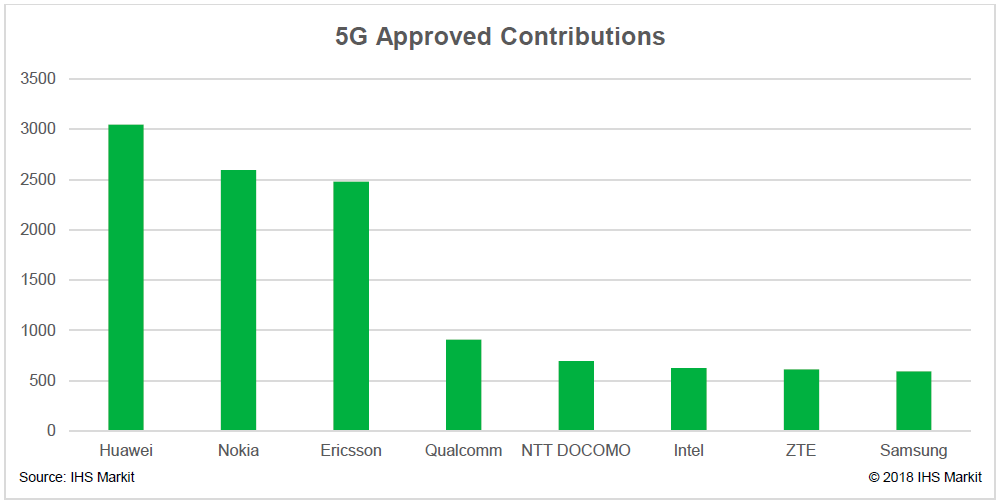 5G Approved Contributions
3500
3000
2500
2000
1500
1000
500
0
Huawei Nokia Ericsson Qualcomm NTT DOCOMO Intel ZTE Samsung
Source: IHS Markit © 2018 IHS Markit